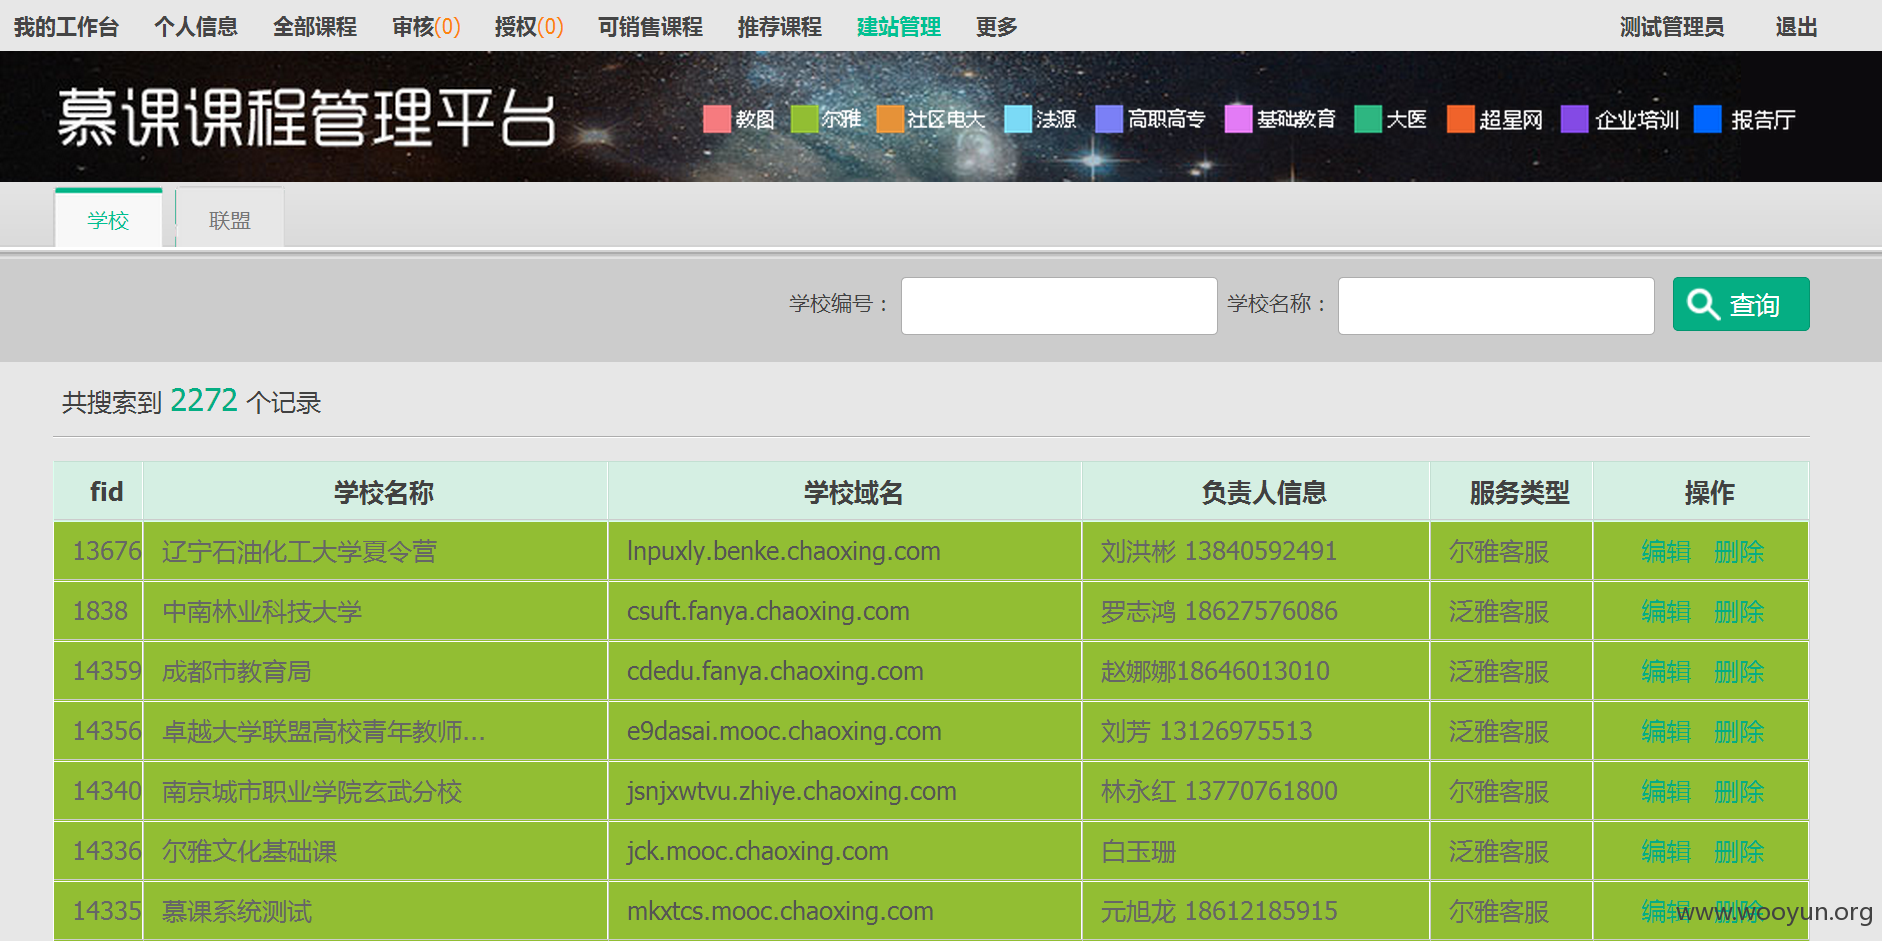 我的工作台 个人信息 全部课程 审核(0) 授权(0) 可销售课程 推荐课程 建站管理 更多 测试管理员 退出
慕课课程管理平台 教图 尔雅 社区电大 法源 高职高专 基础教育 大医 超星网 企业培训 报告厅
学校 联盟
学校编号： 学校名称： 查询
共搜索到 2272 个记录
fid 学校名称 学校域名 负责人信息 服务类型 操作
13676 辽宁石油化工大学夏令营 lnpuxly.benke.chaoxing.com 刘洪彬 13840592491 尔雅客服 编辑 删除
1838 中南林业科技大学 csuft.fanya.chaoxing.com 罗志鸿 18627576086 泛雅客服 编辑 删除
14359 成都市教育局 cdedu.fanya.chaoxing.com 赵娜娜18646013010 泛雅客服 编辑 删除
14356 卓越大学联盟高校青年教师... e9dasai.mooc.chaoxing.com 刘芳 13126975513 泛雅客服 编辑 删除
14340 南京城市职业学院玄武分校 jsnjxwtvu.zhiye.chaoxing.com 林永红 13770761800 尔雅客服 编辑 删除
14336 尔雅文化基础课 jck.mooc.chaoxing.com 白玉珊 泛雅客服 编辑 删除
14335 慕课系统测试 mkxtcs.mooc.chaoxing.com 元旭龙 18612185915 尔雅客服 编辑 删除
www.wooyun.org